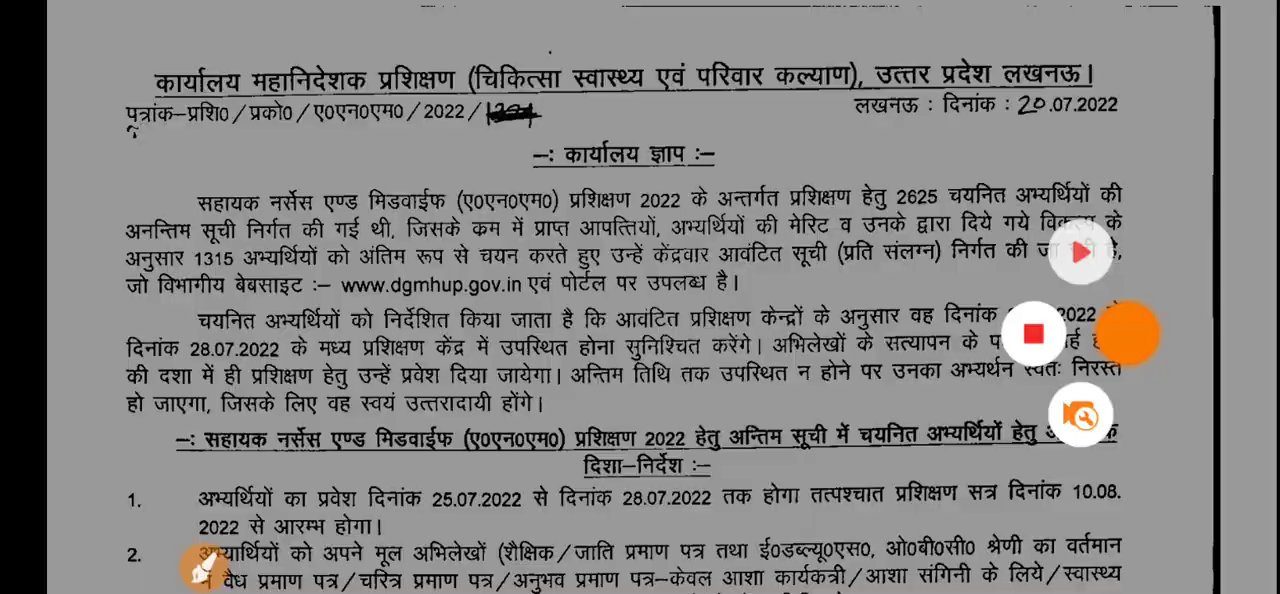 कार्यालय महानिदेशक प्रशिक्षण (चिकित्सा स्वास्थ्य एवं परिवार कल्याण), उत्तर प्रदेश लखनऊ।
पत्रांक–प्रशि0/प्रको0/ए0एन0एम0/2022/ लखनऊ : दिनांक : 20.07.2022
–: कार्यालय ज्ञाप :–
सहायक नर्सेस एण्ड मिडवाईफ (ए0एन0एम0) प्रशिक्षण 2022 के अन्तर्गत प्रशिक्षण हेतु 2625 चयनित अभ्यर्थियों की
अनन्तिम सूची निर्गत की गई थी, जिसके क्रम में प्राप्त आपत्तियों, अभ्यर्थियों की मेरिट व उनके द्वारा दिये गये विकल्प के
अनुसार 1315 अभ्यर्थियों को अंतिम रूप से चयन करते हुए उन्हें केंद्रवार आवंटित सूची (प्रति संलग्न) निर्गत की जा है,
जो विभागीय बेबसाइट :– www.dgmhup.gov.in एवं पोर्टल पर उपलब्ध है।
चयनित अभ्यर्थियों को निर्देशित किया जाता है कि आवंटित प्रशिक्षण केन्द्रों के अनुसार वह दिनांक 2022 से
दिनांक 28.07.2022 के मध्य प्रशिक्षण केंद्र में उपस्थित होना सुनिश्चित करेंगे। अभिलेखों के सत्यापन के
की दशा में ही प्रशिक्षण हेतु उन्हें प्रवेश दिया जायेगा। अन्तिम तिथि तक उपस्थित न होने पर उनका अभ्यर्थन स्वतः निरस्त
हो जाएगा, जिसके लिए वह स्वयं उत्तरादायी होंगे।
–: सहायक नर्सेस एण्ड मिडवाईफ (ए0एन0एम0) प्रशिक्षण 2022 हेतु अन्तिम सूची में चयनित अभ्यर्थियों हेतु
दिशा–निर्देश :–
1. अभ्यर्थियों का प्रवेश दिनांक 25.07.2022 से दिनांक 28.07.2022 तक होगा तत्पश्चात प्रशिक्षण सत्र दिनांक 10.08.
2022 से आरम्भ होगा।
2. अभ्यार्थियों को अपने मूल अभिलेखों (शैक्षिक/जाति प्रमाण पत्र तथा ई0डब्ल्यू0एस0, ओ0बी0सी0 श्रेणी का वर्तमान
में वैध प्रमाण पत्र/चरित्र प्रमाण पत्र/अनुभव प्रमाण पत्र–केवल आशा कार्यकत्री/आशा संगिनी के लिये/स्वास्थ्य